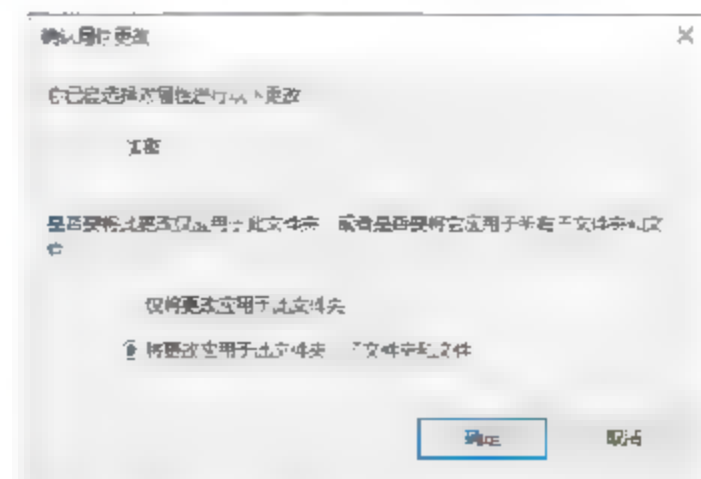 确认属性更改
你已经选择对属性进行以下更改
加密
是否要将此更改仅应用于此文件夹 或者是否要将它应用于所有子文件夹和文
件
仅将更改应用于此文件夹
将更改应用于此文件夹 子文件夹和文件
确定
取消